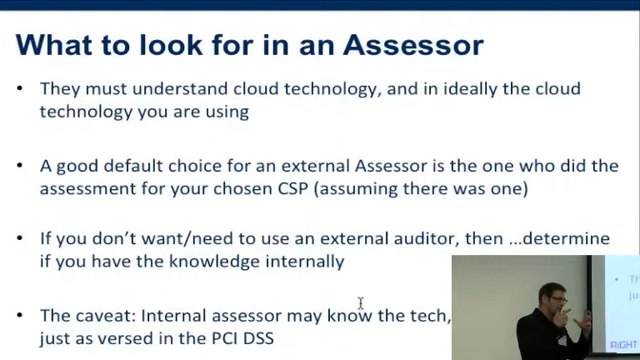 What to look for in an Assessor
• They must understand cloud technology, and in ideally the cloud
technology you are using
• A good default choice for an external Assessor is the one who did the
assessment for your chosen CSP (assuming there was one)
• If you don't want/need to use an external auditor, then …determine
if you have the knowledge internally
• The caveat: Internal assessor may know the tech,
just as versed in the PCI DSS
• Th
jus
RIGHT